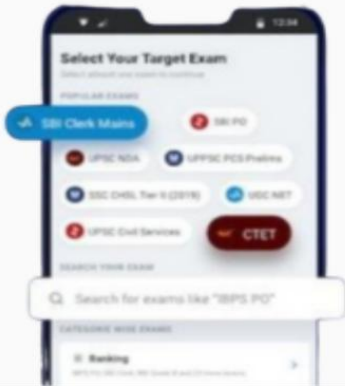 12:34
Select Your Target Exam
POPULAR EXAMS
SBI Clerk Mains
SBI PO
UPSC NDA
UPPSC PCS Prelims
SSC CHSL Tier II (2019)
UGC NET
UPSC Civil Services
CTET
SEARCH YOUR EXAM
Search for exams like "IBPS PO"
CATEGORIE WISE EXAMS
Banking